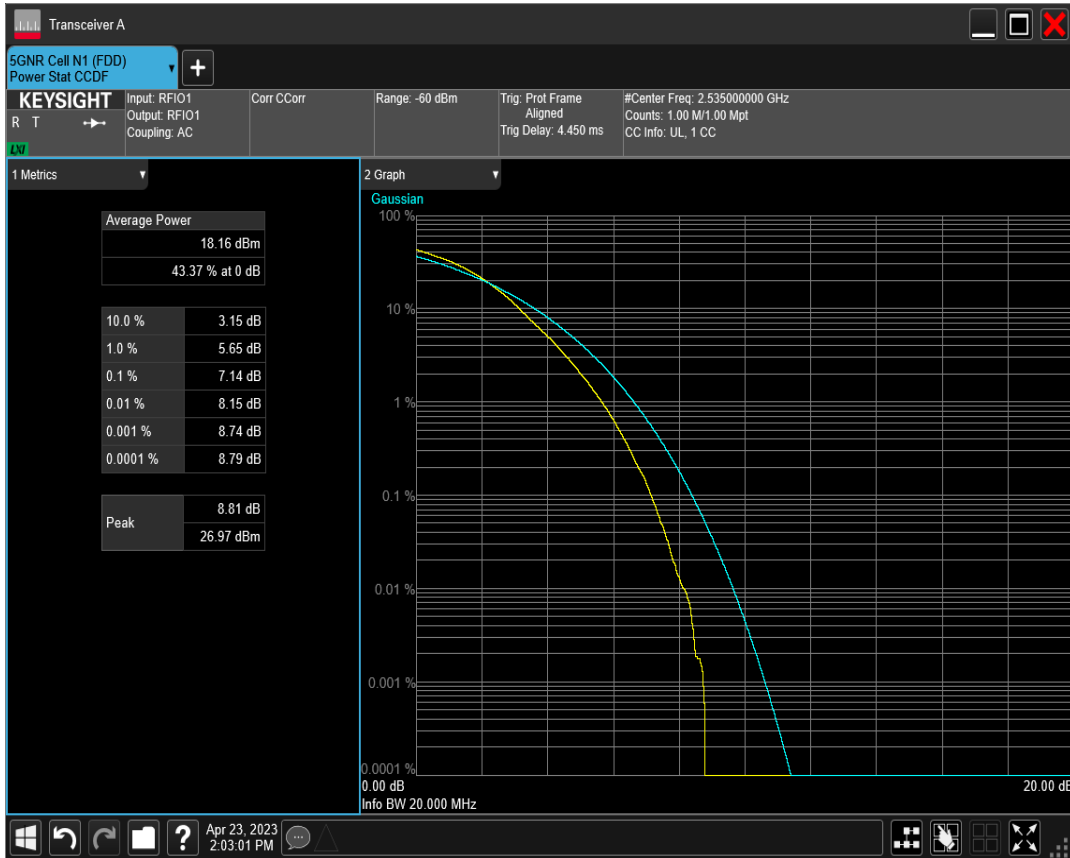 Transceiver A
5GNR Cell N1 (FDD)
Power Stat CCDF
+
KEYSIGHT
R T
LXI
Input: RFIO1
Output: RFIO1
Coupling: AC
Corr CCorr
Range: -60 dBm
Trig: Prot Frame
Aligned
Trig Delay: 4.450 ms
#Center Freq: 2.535000000 GHz
Counts: 1.00 M/1.00 Mpt
CC Info: UL, 1 CC
1 Metrics
Average Power
18.16 dBm
43.37 % at 0 dB
10.0 % 3.15 dB
1.0 % 5.65 dB
0.1 % 7.14 dB
0.01 % 8.15 dB
0.001 % 8.74 dB
0.0001 % 8.79 dB
Peak
8.81 dB
26.97 dBm
2 Graph
Gaussian
100 %
10 %
1 %
0.1 %
0.01 %
0.001 %
0.0001 %
0.00 dB 20.00 dB
Info BW 20.000 MHz
?
Apr 23, 2023
2:03:01 PM